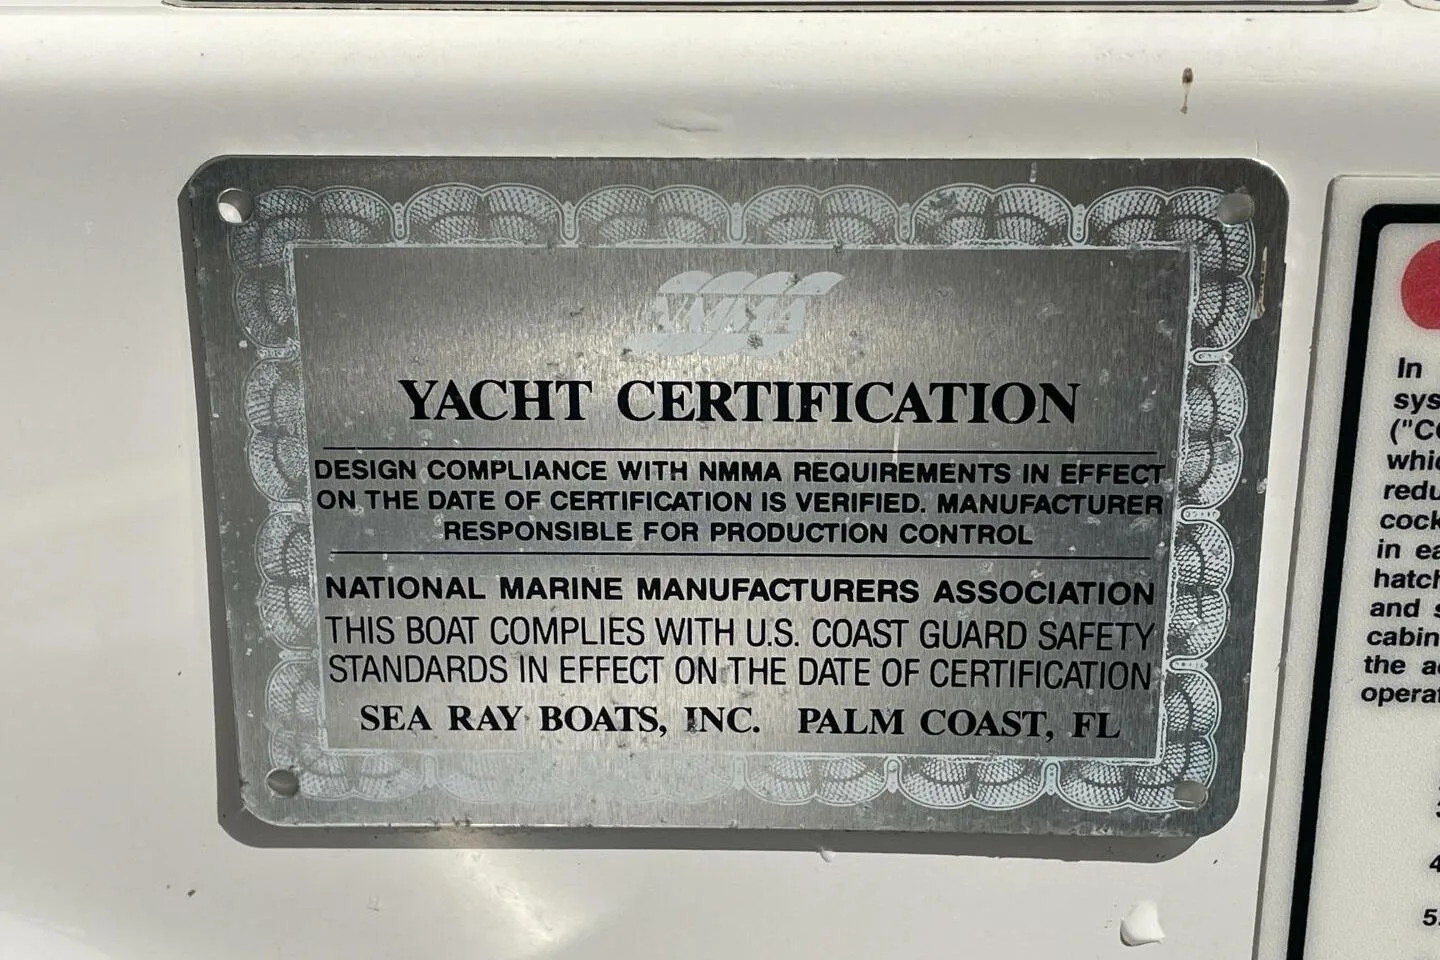 NMMA
YACHT CERTIFICATION
DESIGN COMPLIANCE WITH NMMA REQUIREMENTS IN EFFECT
ON THE DATE OF CERTIFICATION IS VERIFIED. MANUFACTURER
RESPONSIBLE FOR PRODUCTION CONTROL
NATIONAL MARINE MANUFACTURERS ASSOCIATION
THIS BOAT COMPLIES WITH U.S. COAST GUARD SAFETY
STANDARDS IN EFFECT ON THE DATE OF CERTIFICATION
SEA RAY BOATS, INC. PALM COAST, FL
In
in
and
the